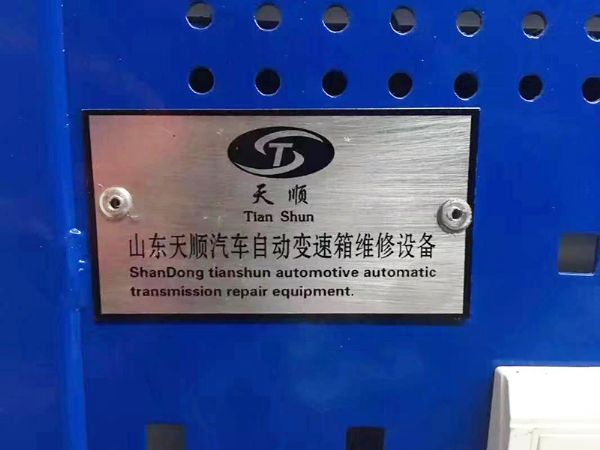 T
天顺
Tian Shun
山东天顺汽车自动变速箱维修设备
ShanDong tianshun automotive automatic
transmission repair equipment.